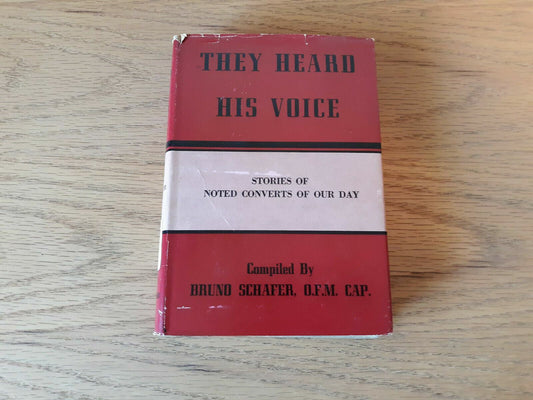 THEY HEARD
HIS VOICE
STORIES OF
NOTED CONVERTS OF OUR DAY
Compiled By
BRUNO SCHAFER, O.F.M. CAP.